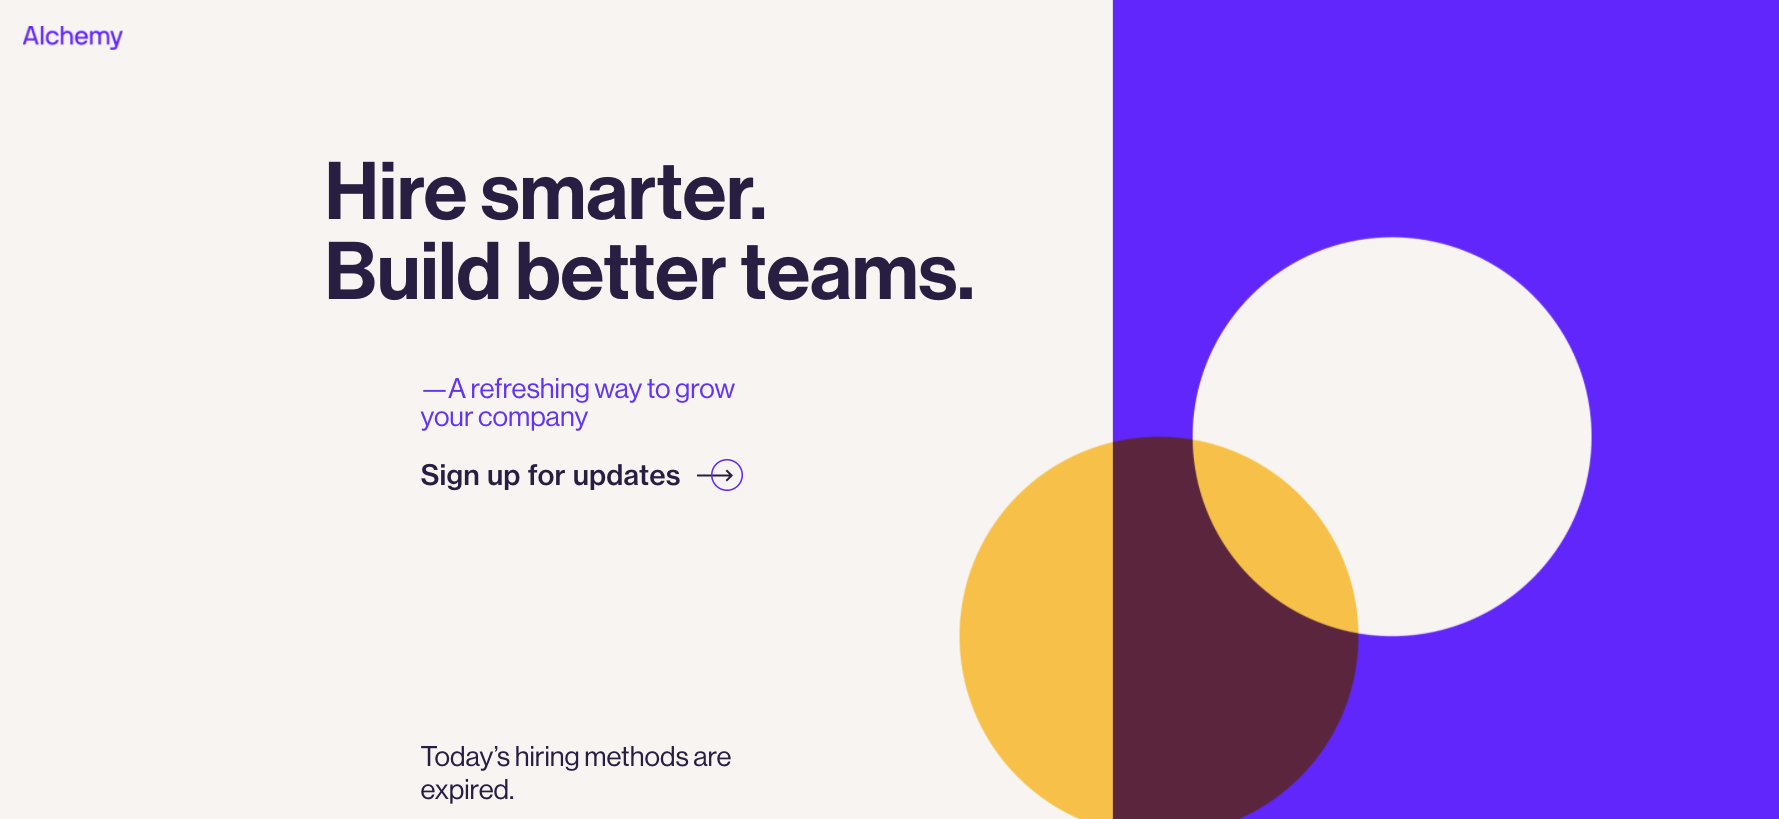 Alchemy
Hire smarter.
Build better teams.
—A refreshing way to grow
your company
Sign up for updates
Today’s hiring methods are
expired.